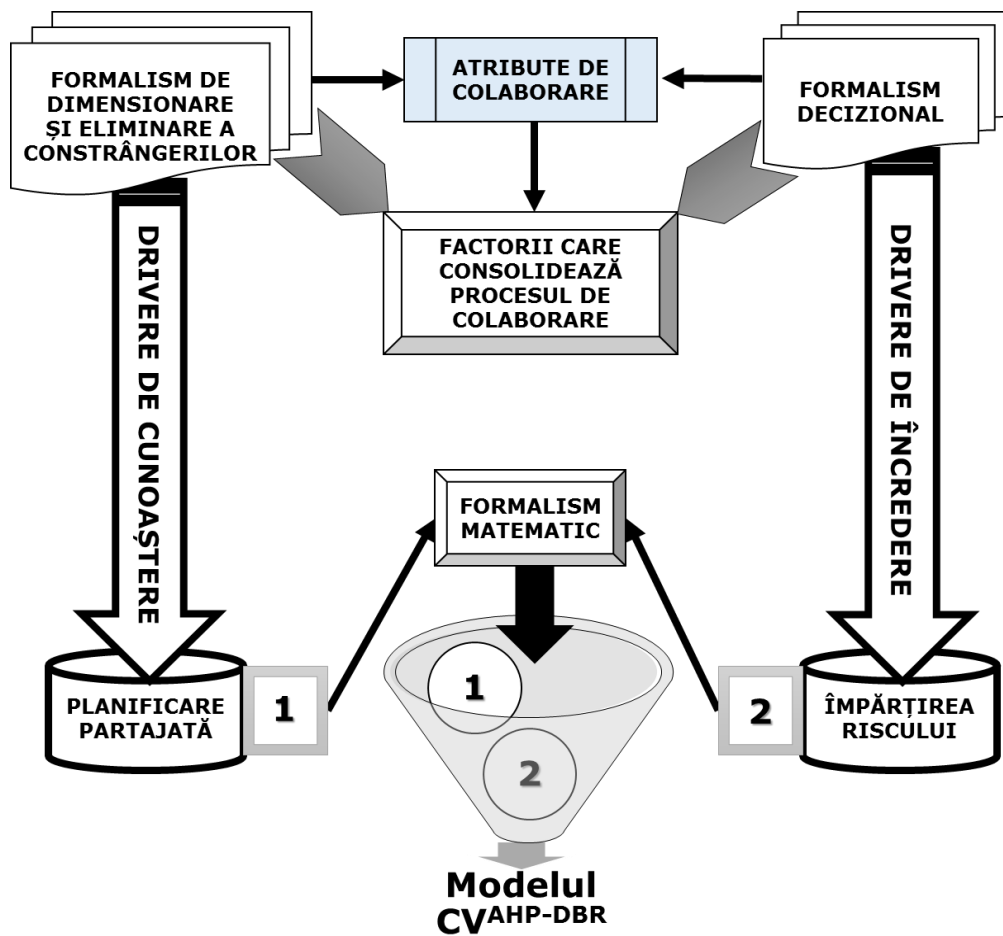 FORMALISM DE
DIMENSIONARE
ȘI ELIMINARE A
CONSTRÂNGERILOR
ATRIBUTE DE
COLABORARE
FORMALISM
DECIZIONAL
FACTORII CARE
CONSOLIDEAZĂ
PROCESUL DE
COLABORARE
DRIVERE DE CUNOAȘTERE
DRIVERE DE ÎNCREDERE
FORMALISM
MATEMATIC
PLANIFICARE
PARTAJATĂ
1
1
2
2
ÎMPĂRȚIREA
RISCULUI
Modelul
CVAHP-DBR